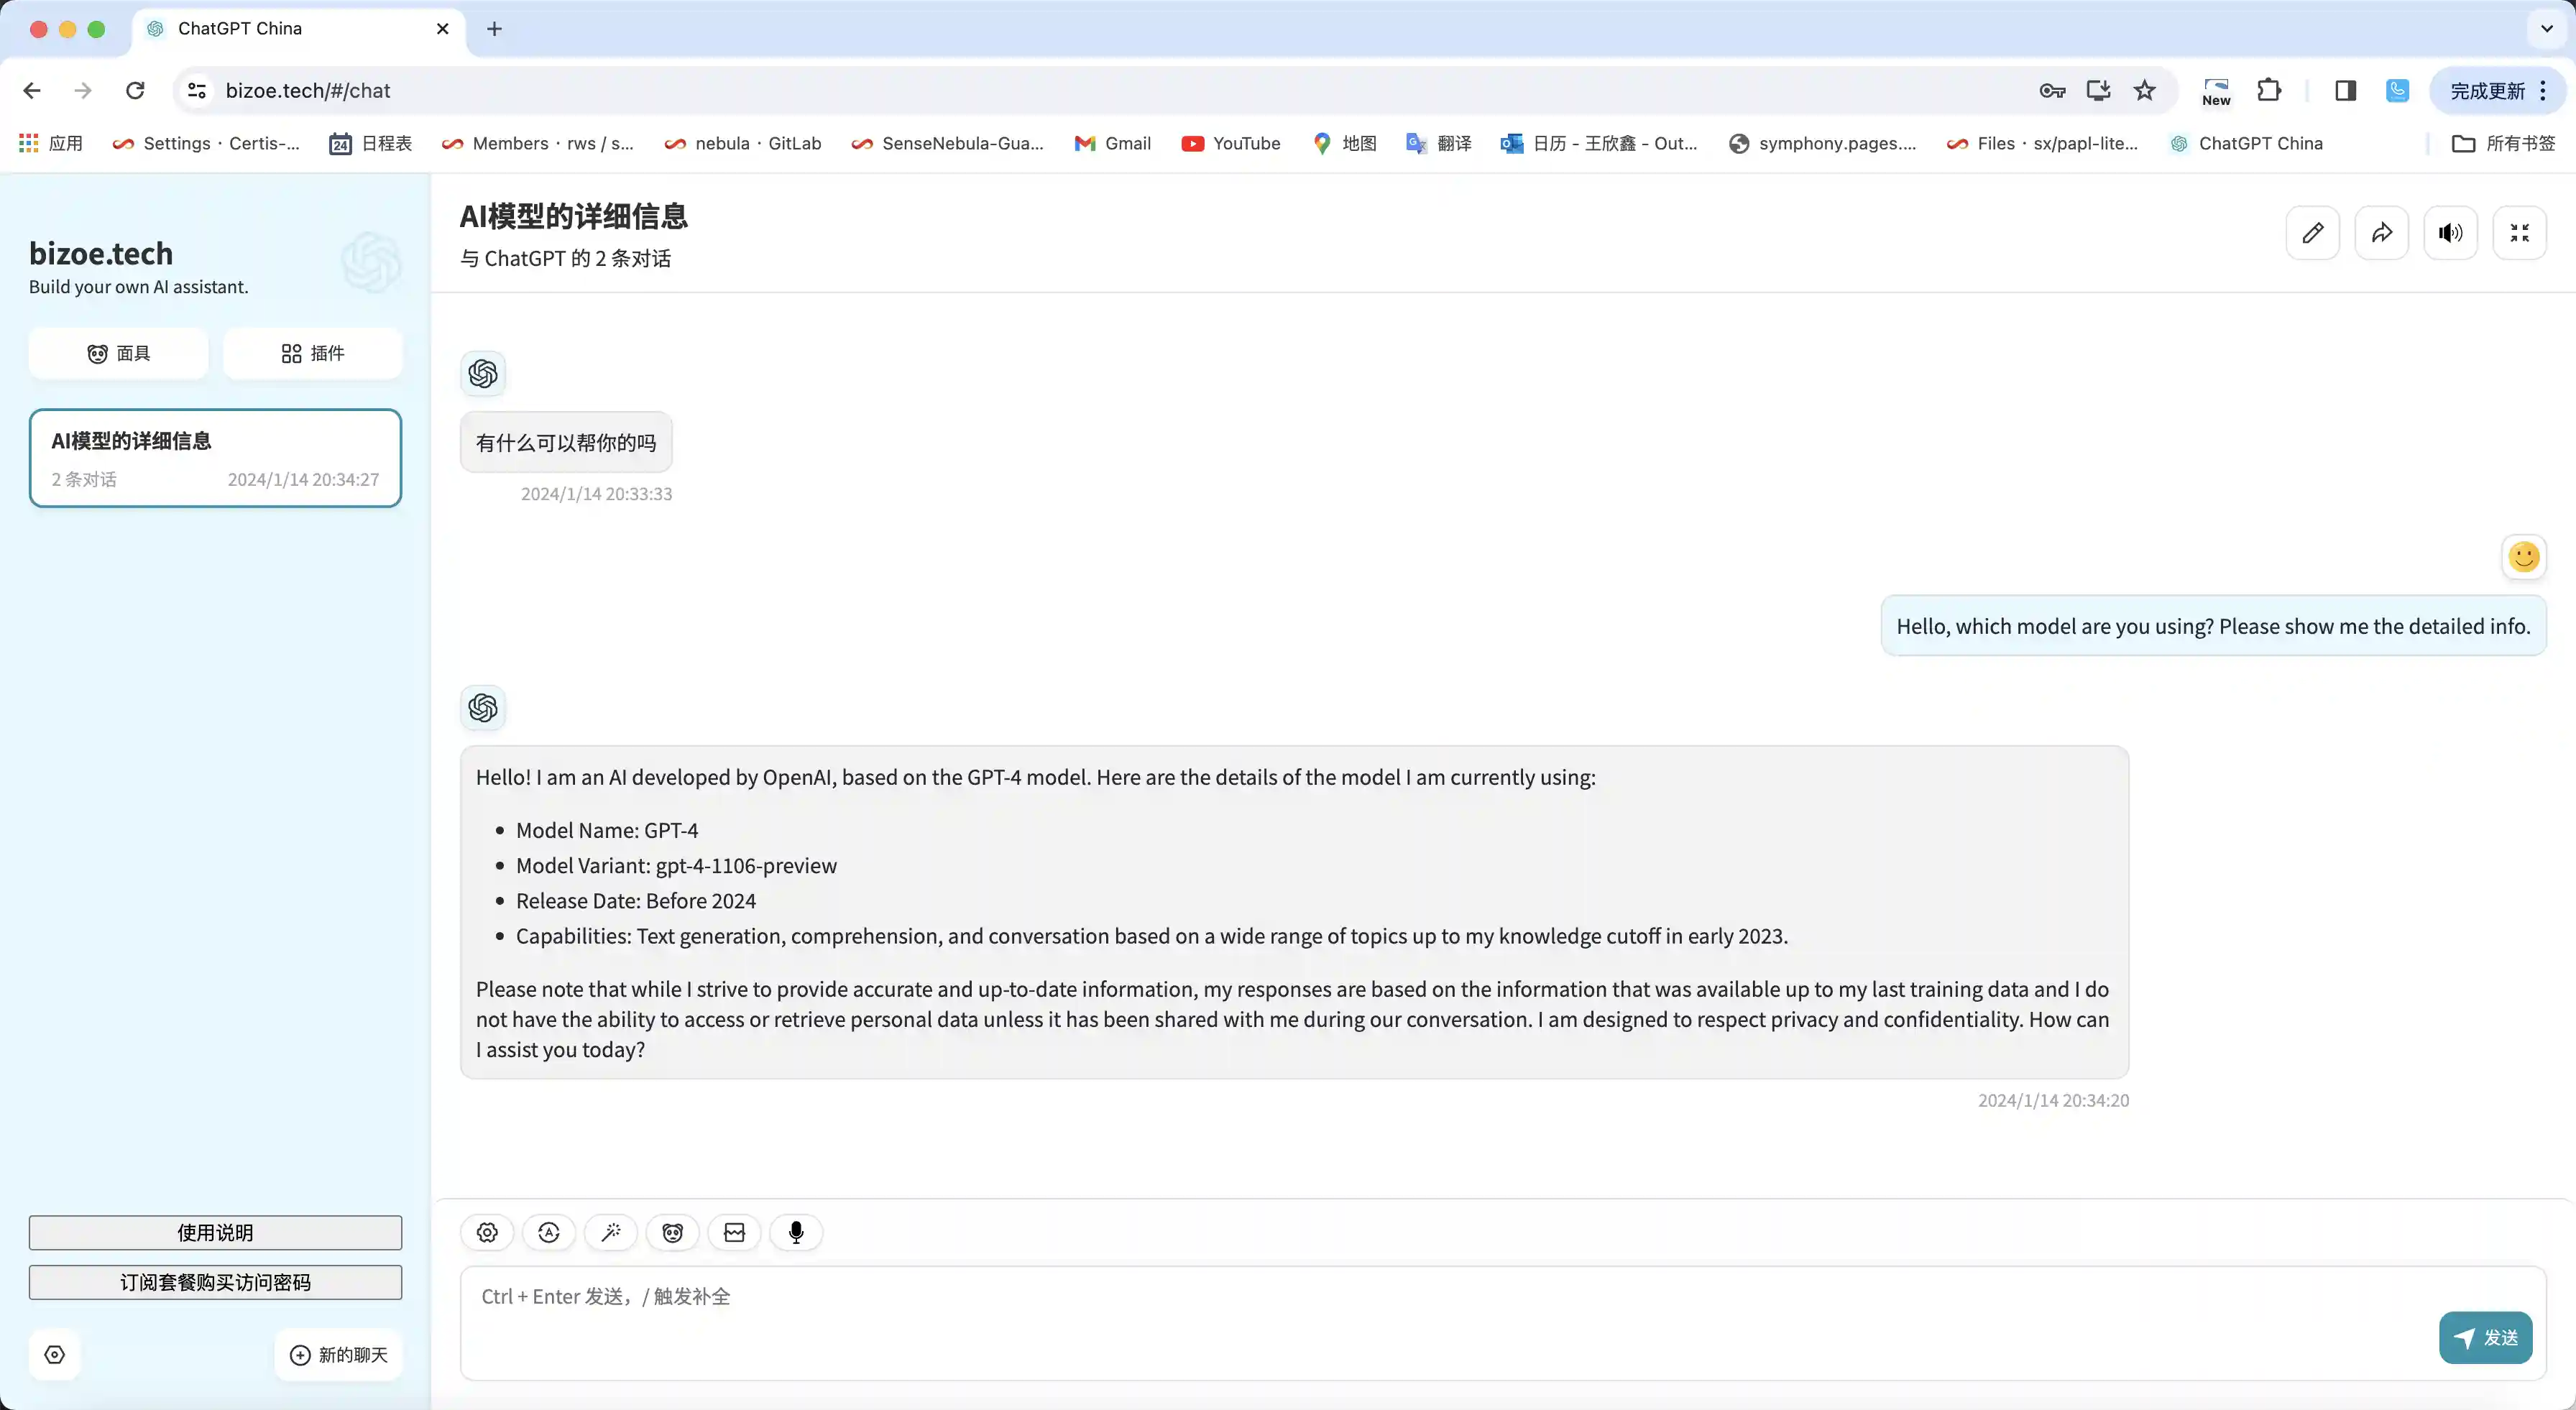 ChatGPT China
bizoe.tech/#/chat
New
完成更新
应用
Settings · Certis-...
24
日程表
Members · rws / s...
nebula · GitLab
SenseNebula-Gua...
Gmail
YouTube
地图
翻译
日历 - 王欣鑫 - Out...
symphony.pages....
Files · sx/papl-lite...
ChatGPT China
所有书签
bizoe.tech
Build your own AI assistant.
面具
插件
AI模型的详细信息
2 条对话
2024/1/14 20:34:27
使用说明
订阅套餐购买访问密码
新的聊天
AI模型的详细信息
与 ChatGPT 的 2 条对话
有什么可以帮你的吗
2024/1/14 20:33:33
Hello, which model are you using? Please show me the detailed info.
Hello! I am an AI developed by OpenAI, based on the GPT-4 model. Here are the details of the model I am currently using:
• Model Name: GPT-4
• Model Variant: gpt-4-1106-preview
• Release Date: Before 2024
• Capabilities: Text generation, comprehension, and conversation based on a wide range of topics up to my knowledge cutoff in early 2023.
Please note that while I strive to provide accurate and up-to-date information, my responses are based on the information that was available up to my last training data and I do
not have the ability to access or retrieve personal data unless it has been shared with me during our conversation. I am designed to respect privacy and confidentiality. How can
I assist you today?
2024/1/14 20:34:20
Ctrl + Enter 发送，/ 触发补全
发送